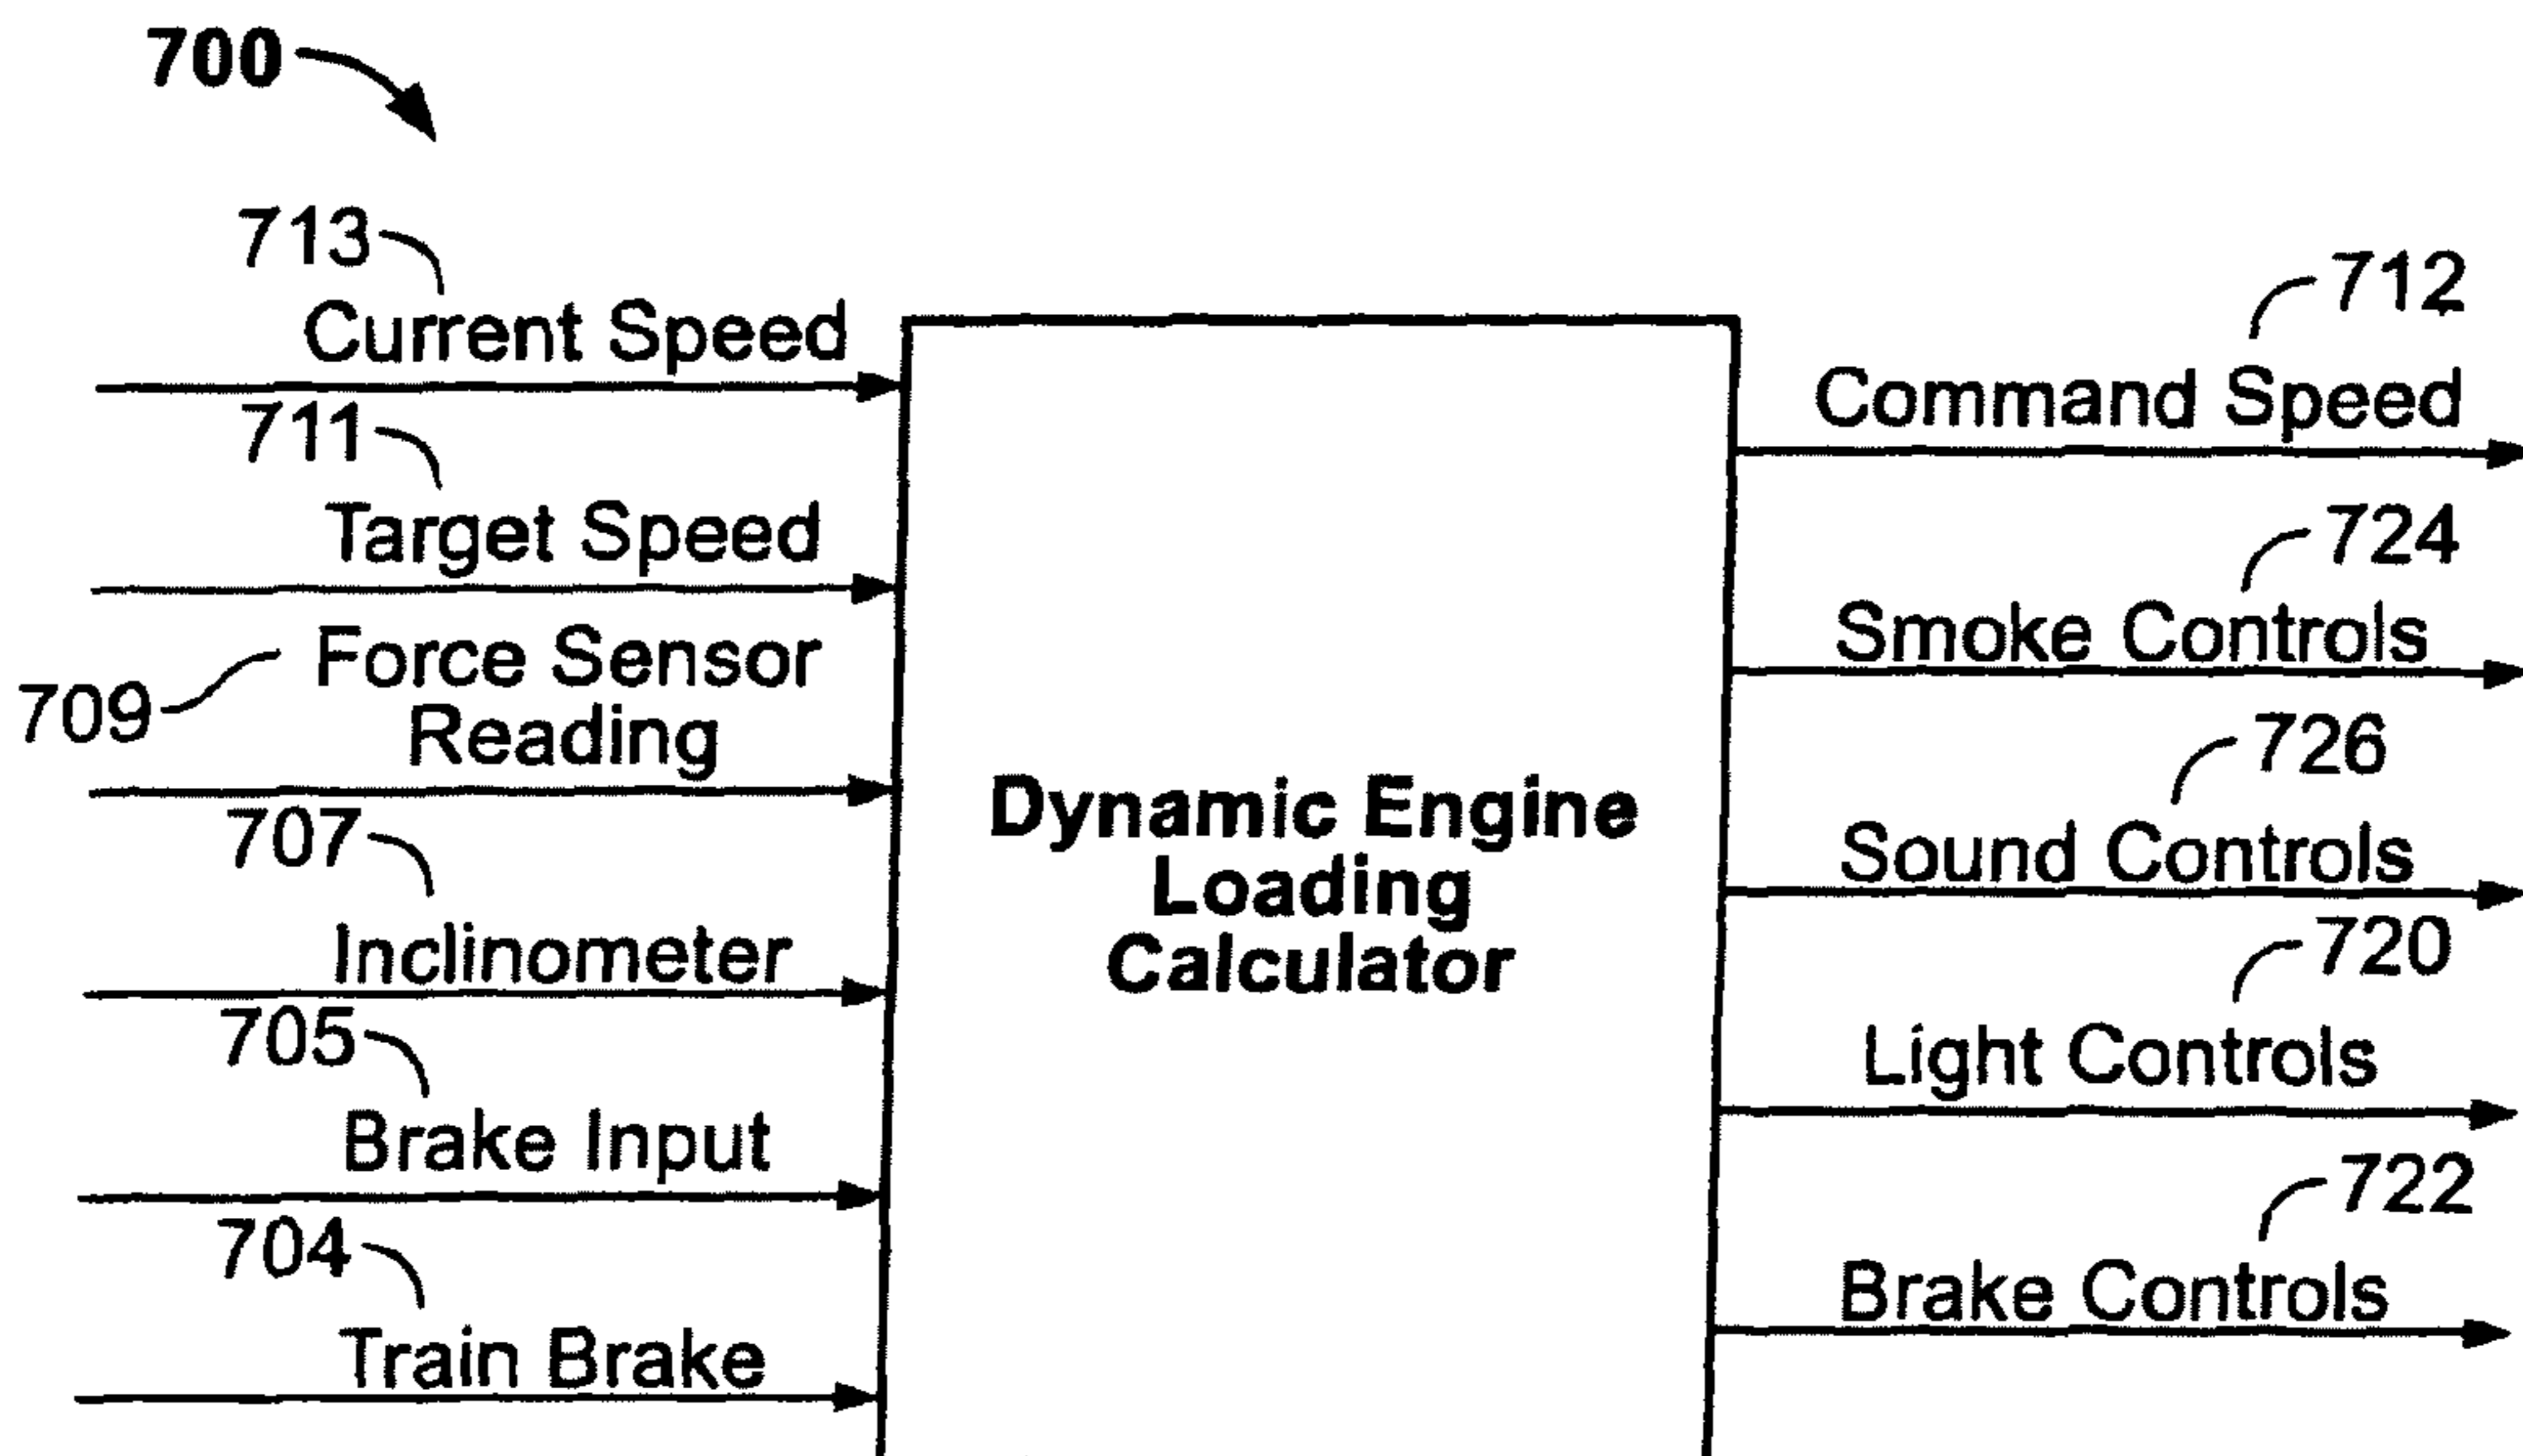 700
713
Current Speed
711
Target Speed
709
Force Sensor
Reading
707
Inclinometer
705
Brake Input
704
Train Brake
Dynamic Engine
Loading
Calculator
712
Command Speed
724
Smoke Controls
726
Sound Controls
720
Light Controls
722
Brake Controls